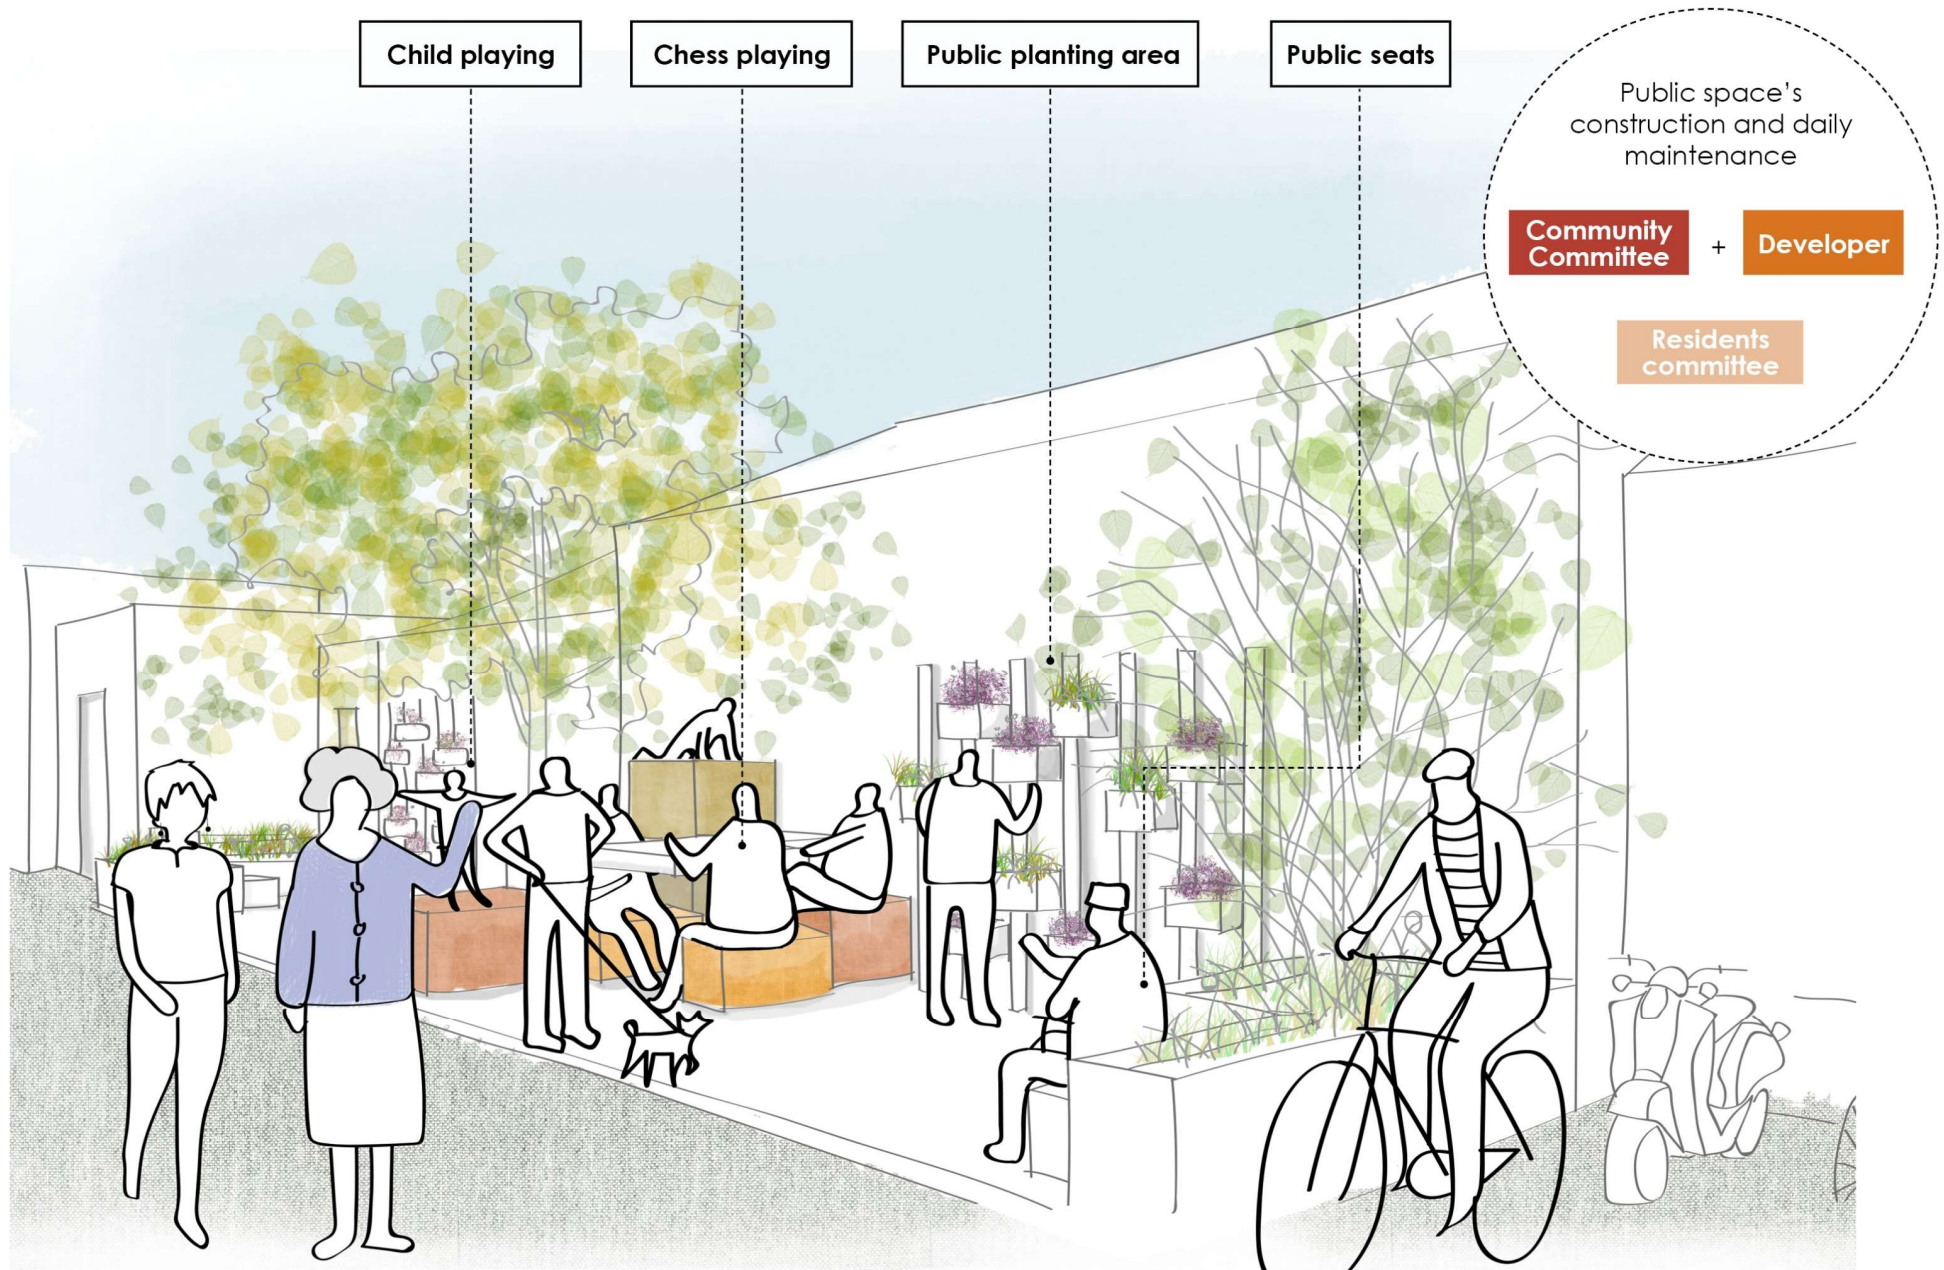 Child playing
Chess playing
Public planting area
Public seats
Public space's
construction and daily
maintenance
Community
Committee
+
Developer
Residents
committee